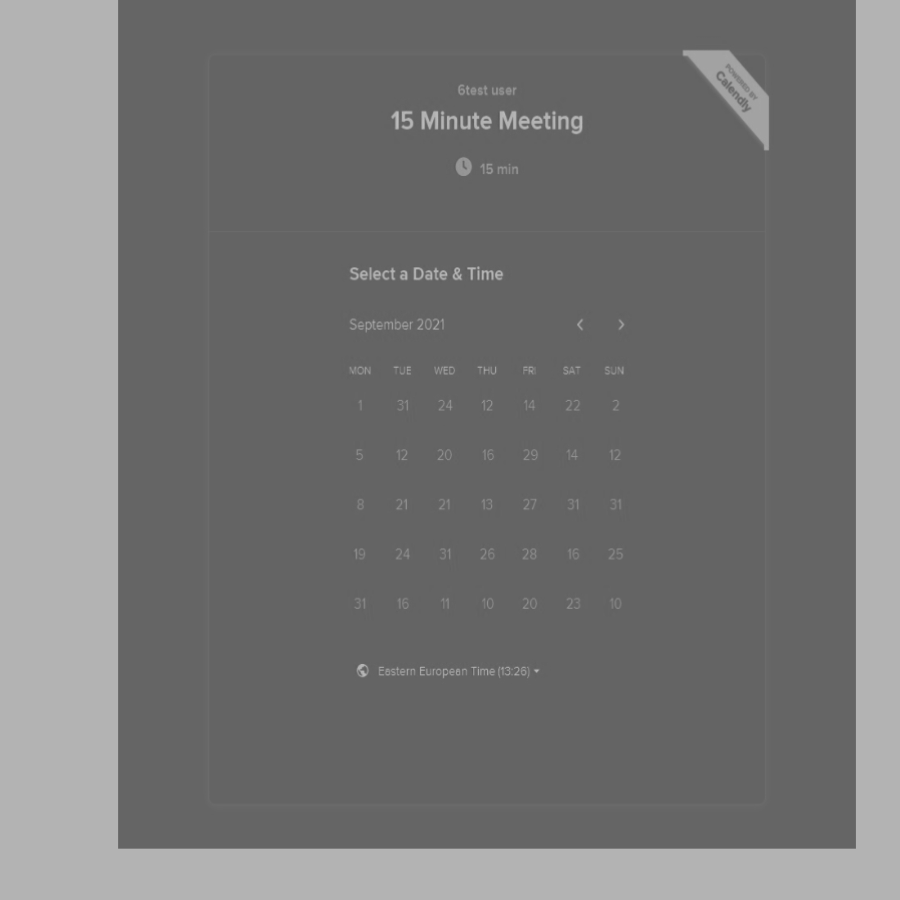 POWERED BY
Calendly
6test user
15 Minute Meeting
15 min
Select a Date & Time
September 2021
MON TUE WED THU FRI SAT SUN
1 31 24 12 14 22 2
5 12 20 16 29 14 12
8 21 21 13 27 31 31
19 24 31 26 28 16 25
31 16 11 10 20 23 10
Eastern European Time (13:26)